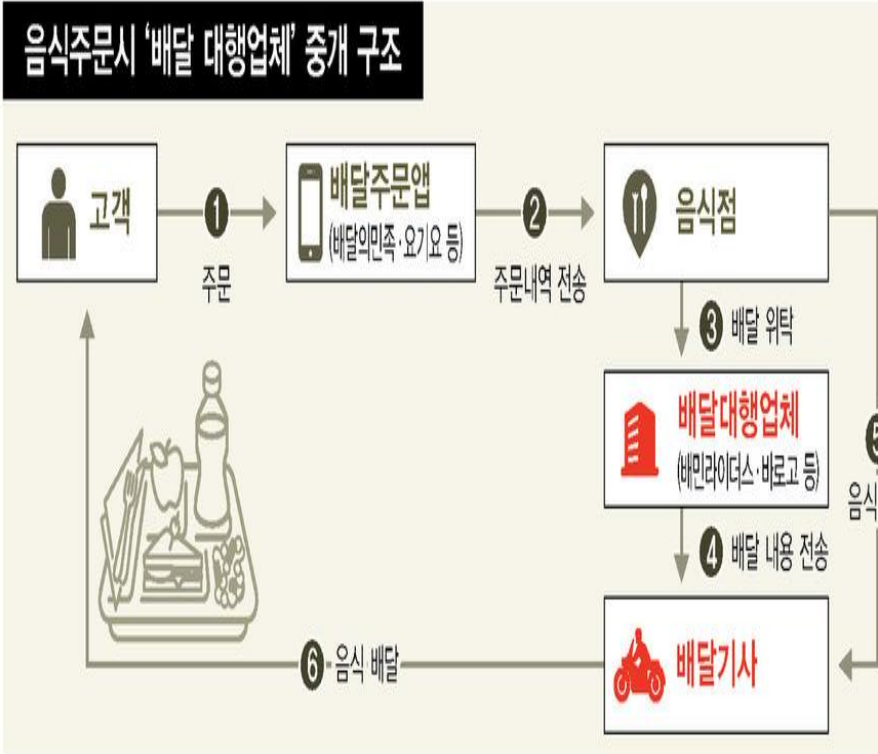 음식주문시 ‘배달 대행업체’ 중개 구조
고객
1
주문
배달주문앱
(배달의민족·요기요 등)
2
주문내역 전송
음식점
3 배달 위탁
배달대행업체
(배민라이더스·바로고 등)
4 배달 내용 전송
5
음식
배달기사
6 음식 배달